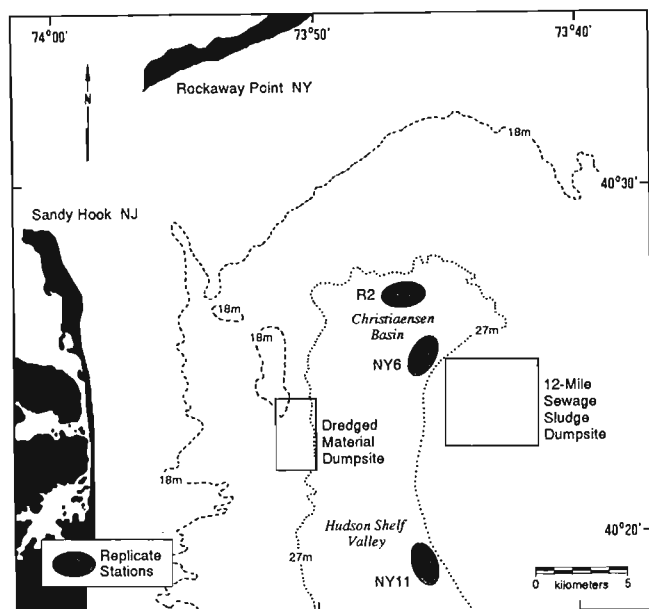 74°00'
73°50'
73°40'
N
Rockaway Point NY
18m
40°30'
Sandy Hook NJ
R2
Christiaensen
Basin
18m
18m
27m
NY6
12-Mile
Sewage
Sludge
Dumpsite
Dredged
Material
Dumpsite
18m
Hudson Shelf
Valley
40°20'
27m
Replicate
Stations
NY11
0 kilometers 5